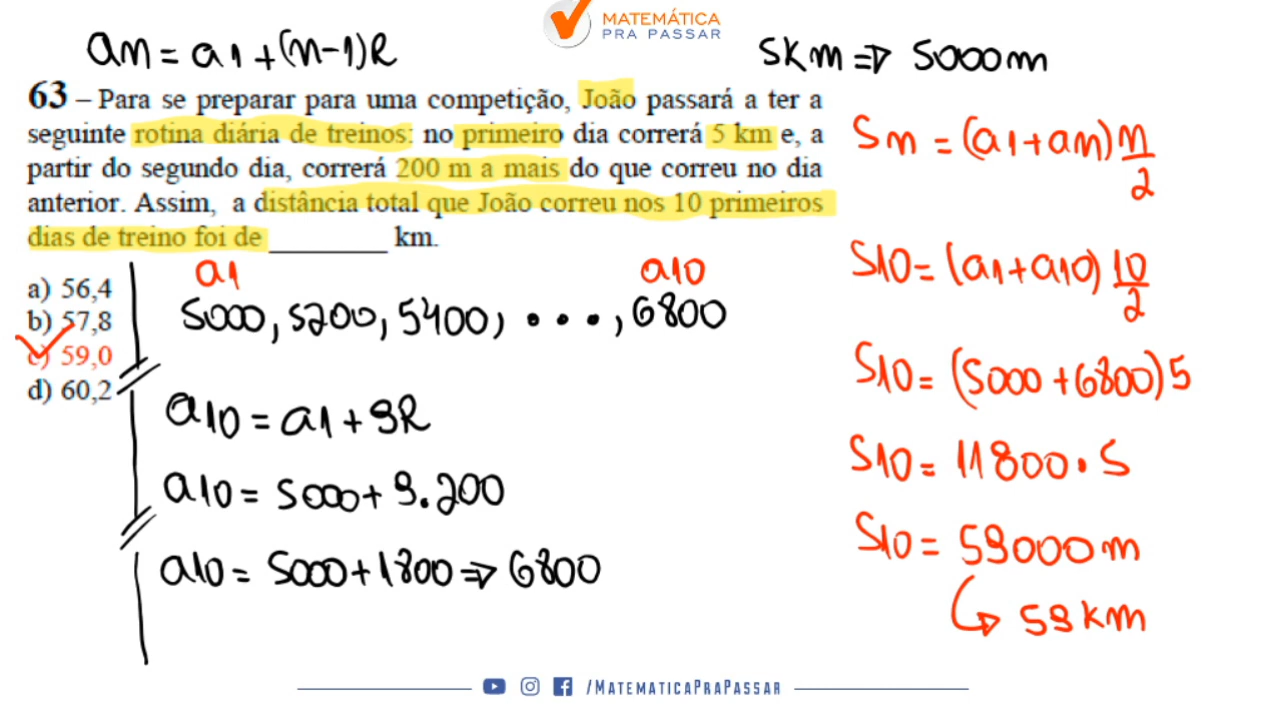 MATEMÁTICA
PRA PASSAR
an = a1 + (n-1)R
5km ⇒ 5000m
63 – Para se preparar para uma competição, João passará a ter a
seguinte rotina diária de treinos: no primeiro dia correrá 5 km e, a
partir do segundo dia, correrá 200 m a mais do que correu no dia
anterior. Assim, a distância total que João correu nos 10 primeiros
dias de treino foi de ________ km.
a) 56,4
b) 57,8
c) 59,0
d) 60,2
a1 a10
5000, 5200, 5400, ..., 6800
a10 = a1 + 9R
a10 = 5000 + 9.200
a10 = 5000 + 1800 ⇒ 6800
Sn = (a1 + an) n/2
S10 = (a1 + a10) 10/2
S10 = (5000 + 6800) 5
S10 = 11800 . 5
S10 = 59000m
59km
/MATEMATICAPRAPASSAR